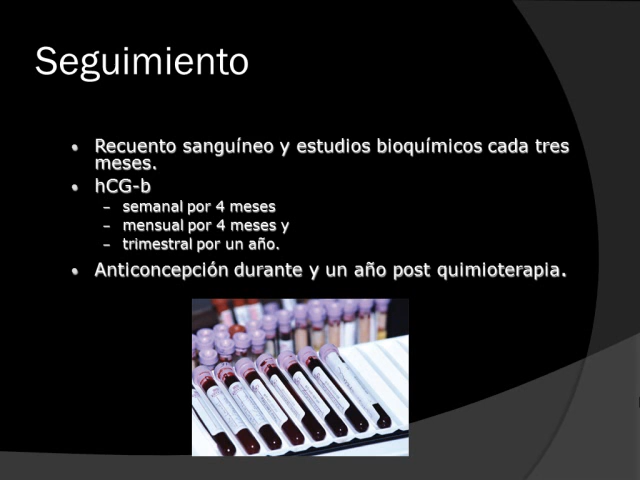 Seguimiento
• Recuento sanguíneo y estudios bioquímicos cada tres
meses.
• hCG-b
– semanal por 4 meses
– mensual por 4 meses y
– trimestral por un año.
• Anticoncepción durante y un año post quimioterapia.